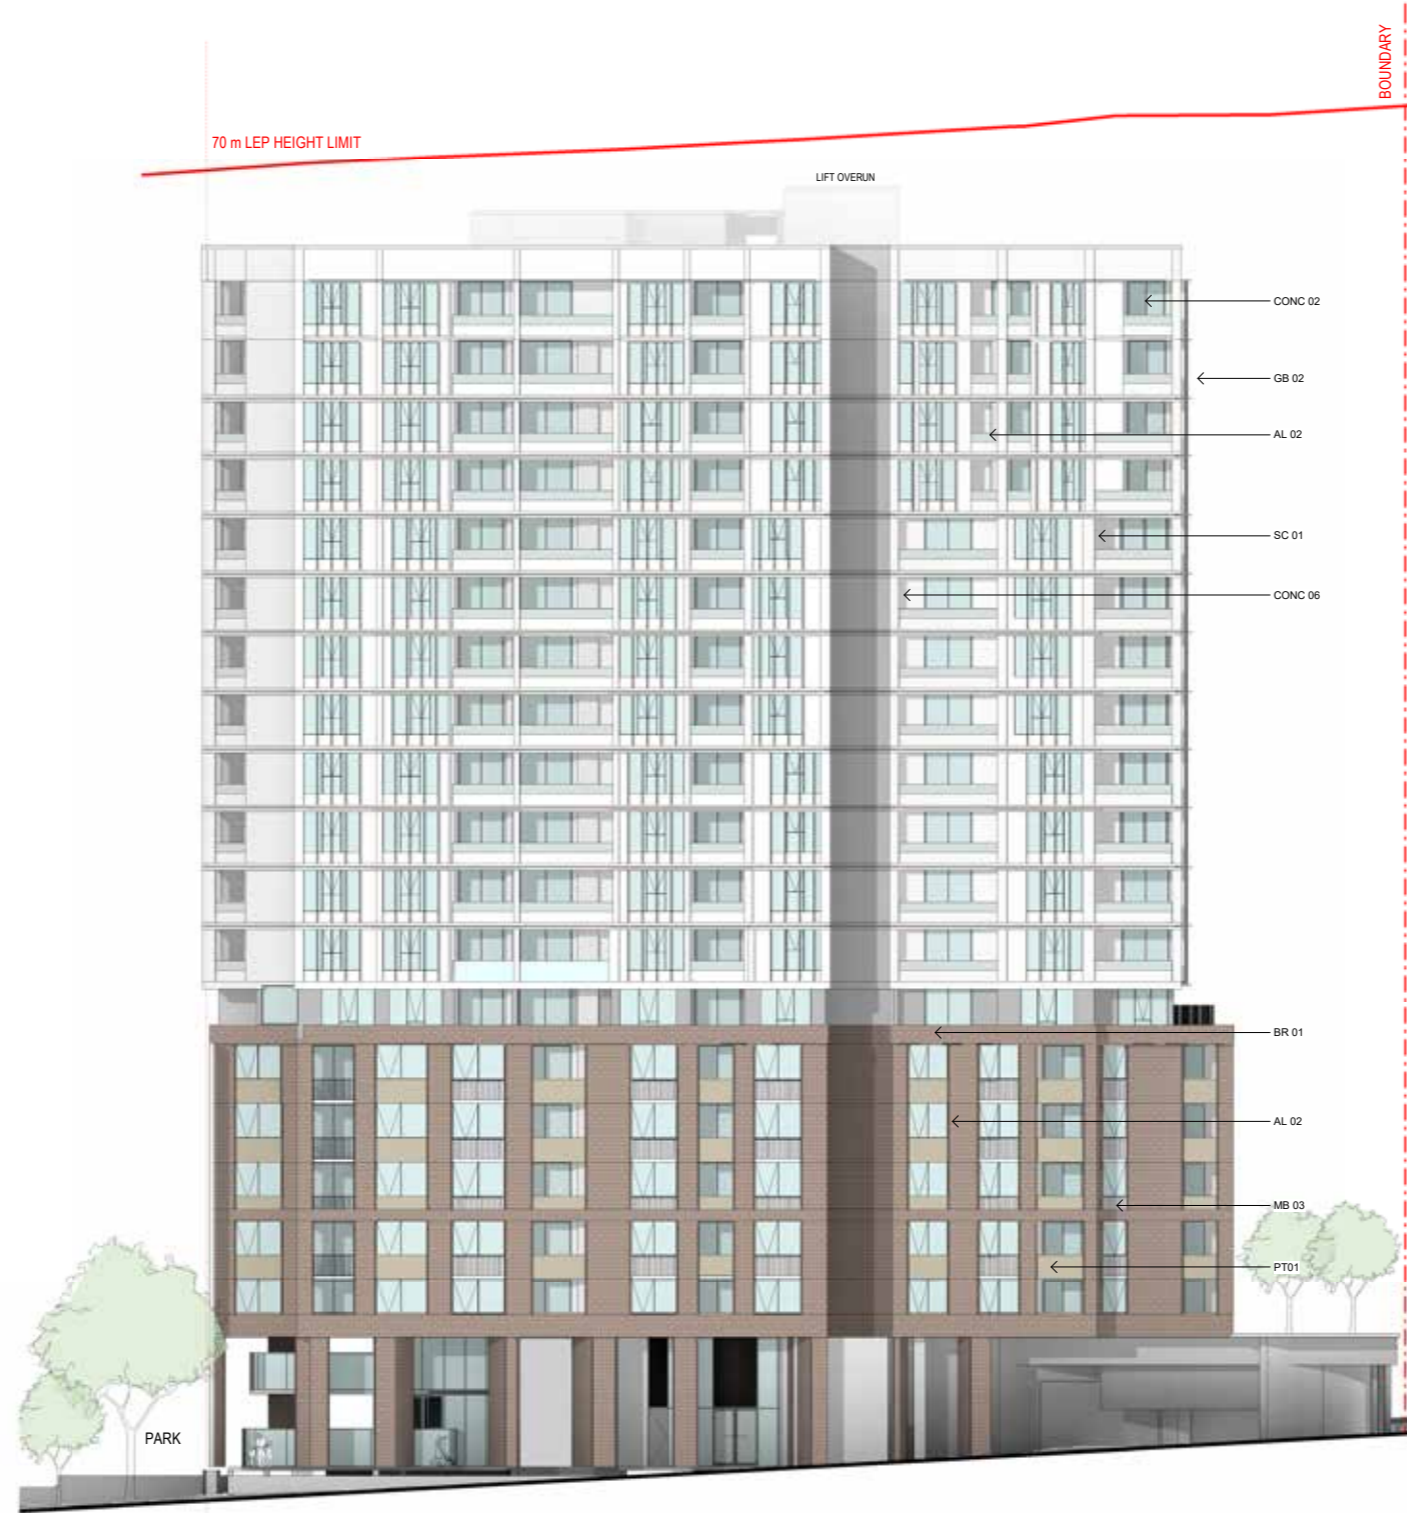 BOUNDARY
70 m LEP HEIGHT LIMIT
LIFT OVERUN
CONC 02
GB 02
AL 02
SC 01
CONC 06
BR 01
AL 02
MB 03
PT01
PARK